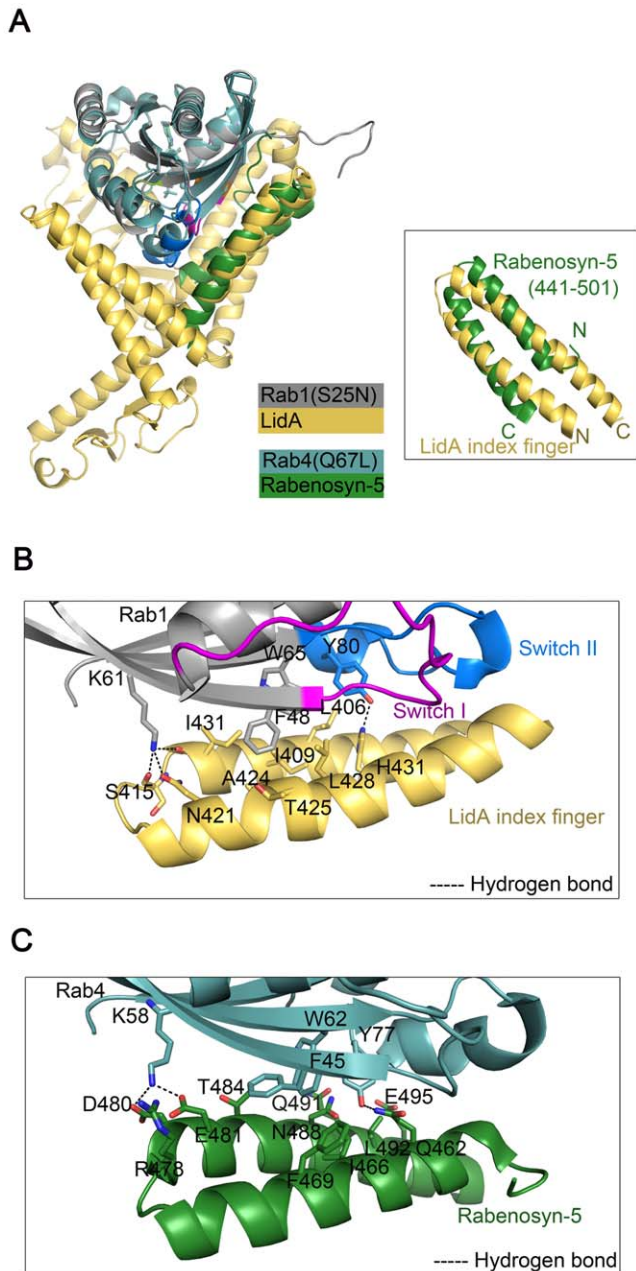 A
Rabenosyn-5
(441-501)
N
C
N
C
LidA index finger
Rab1(S25N)
LidA
Rab4(Q67L)
Rabenosyn-5
B
Rab1
Y80
W65
Switch II
K61
L406
F48
Switch I
I431
I409
L428
H431
S415
A424
N421
T425
LidA index finger
----- Hydrogen bond
C
Rab4
K58
W62
Y77
F45
T484
Q491
E495
D480
E481
N488
L492
Q462
R478
I466
F469
Rabenosyn-5
----- Hydrogen bond